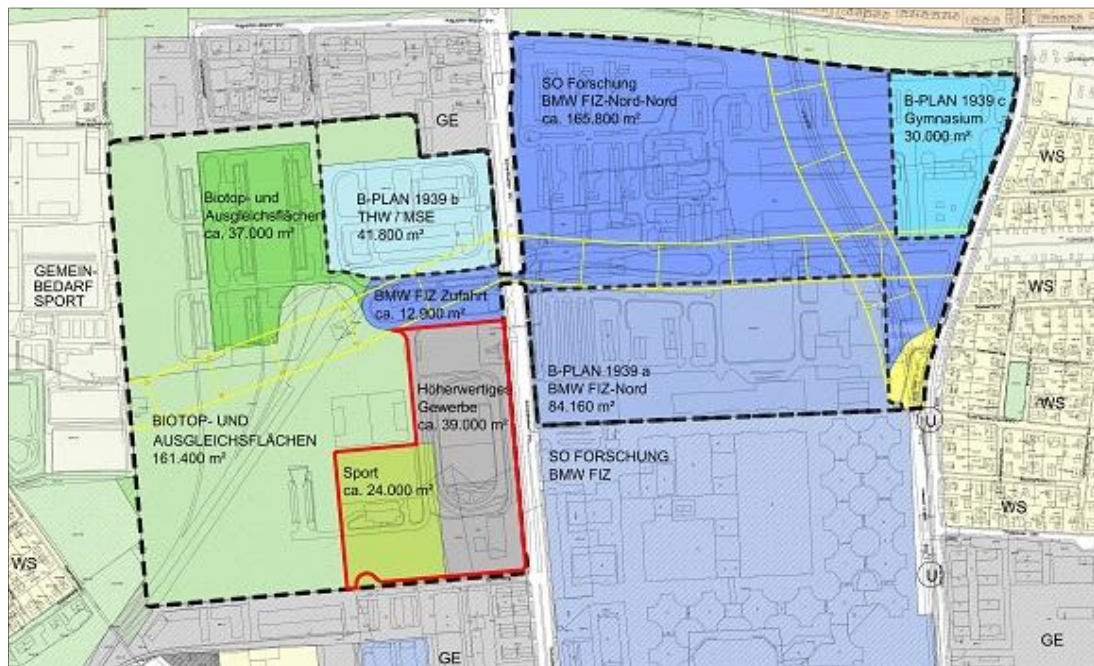 SO Forschung
BMW FIZ-Nord-Nord
ca. 165.800 m²
B-PLAN 1939 c
Gymnasium
30.000 m²
GE
WS
Biotop- und
Ausgleichsflächen
ca. 37.000 m²
B-PLAN 1939 b
THW / MSE
41.800 m²
GEMEIN-
BEDARF
SPORT
BMW FIZ Zufahrt
ca. 12.900 m²
B-PLAN 1939 a
BMW FIZ-Nord
84.160 m²
Höherwertiges
Gewerbe
ca. 39.000 m²
WS
BIOTOP- UND
AUSGLEICHSFLÄCHEN
161.400 m²
U
SO FORSCHUNG
BMW FIZ
Sport
ca. 24.000 m²
WS
WS
U
GE
GE